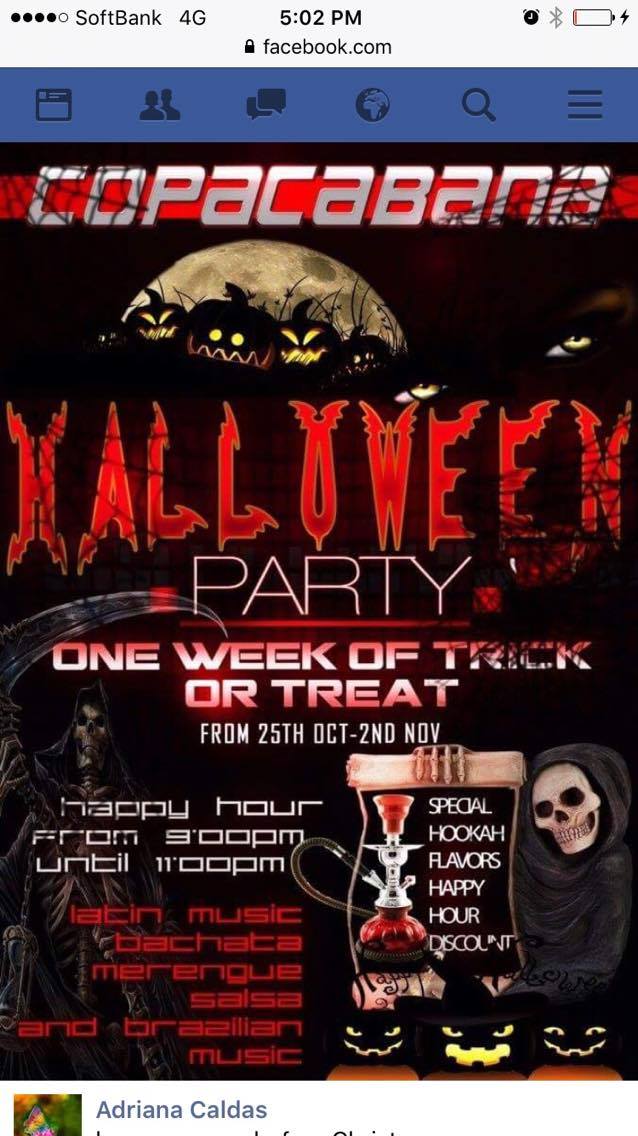 SoftBank 4G 5:02 PM
facebook.com
COPACABANA
HALLOWEEN
PARTY
ONE WEEK OF TRICK
OR TREAT
FROM 25TH OCT-2ND NOV
happy hour
From 9:00pm
until 11:00pm
latin music
bachata
merengue
salsa
and brazilian
music
SPECIAL
HOOKAH
FLAVORS
HAPPY
HOUR
DISCOUNT
Happy Halloween
Adriana Caldas